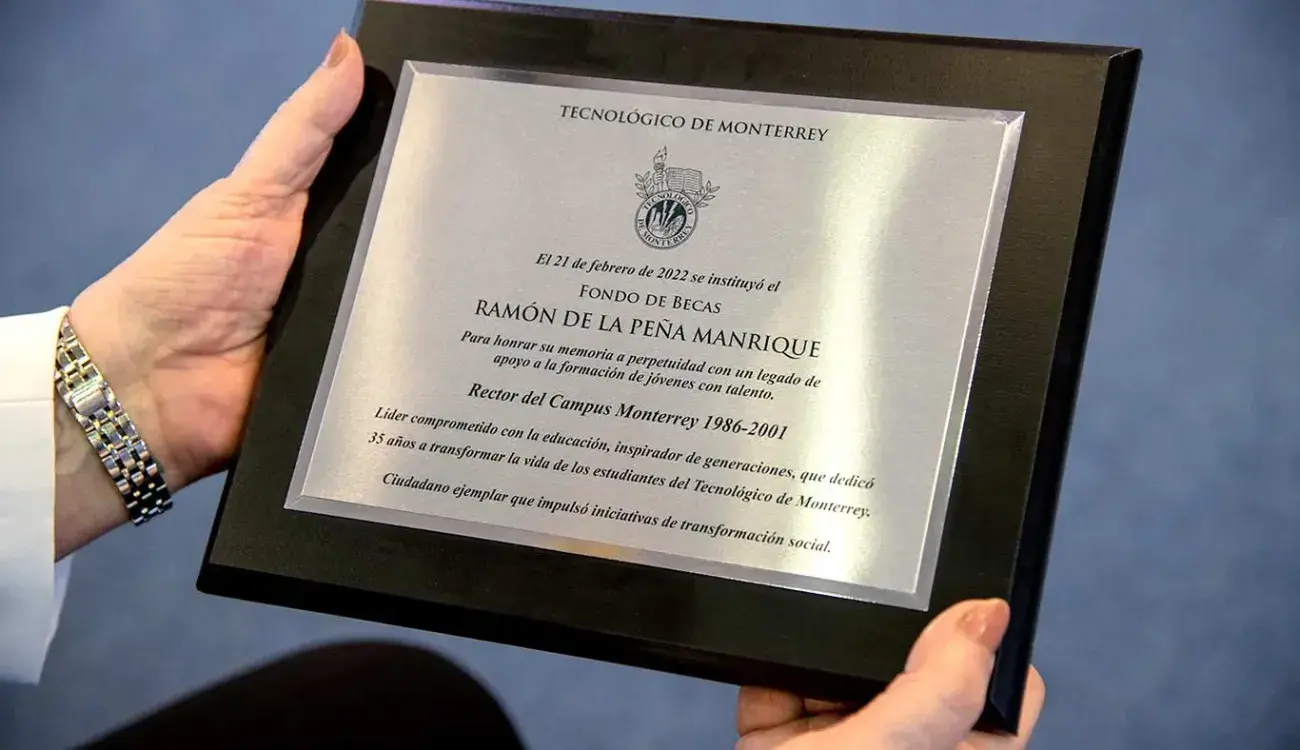 TECNOLÓGICO DE MONTERREY
TECNOLÓGICO
DE MONTERREY
El 21 de febrero de 2022 se instituyó el
FONDO DE BECAS
RAMÓN DE LA PEÑA MANRIQUE
Para honrar su memoria a perpetuidad con un legado de
apoyo a la formación de jóvenes con talento.
Rector del Campus Monterrey 1986-2001
Líder comprometido con la educación, inspirador de generaciones, que dedicó
35 años a transformar la vida de los estudiantes del Tecnológico de Monterrey.
Ciudadano ejemplar que impulsó iniciativas de transformación social.